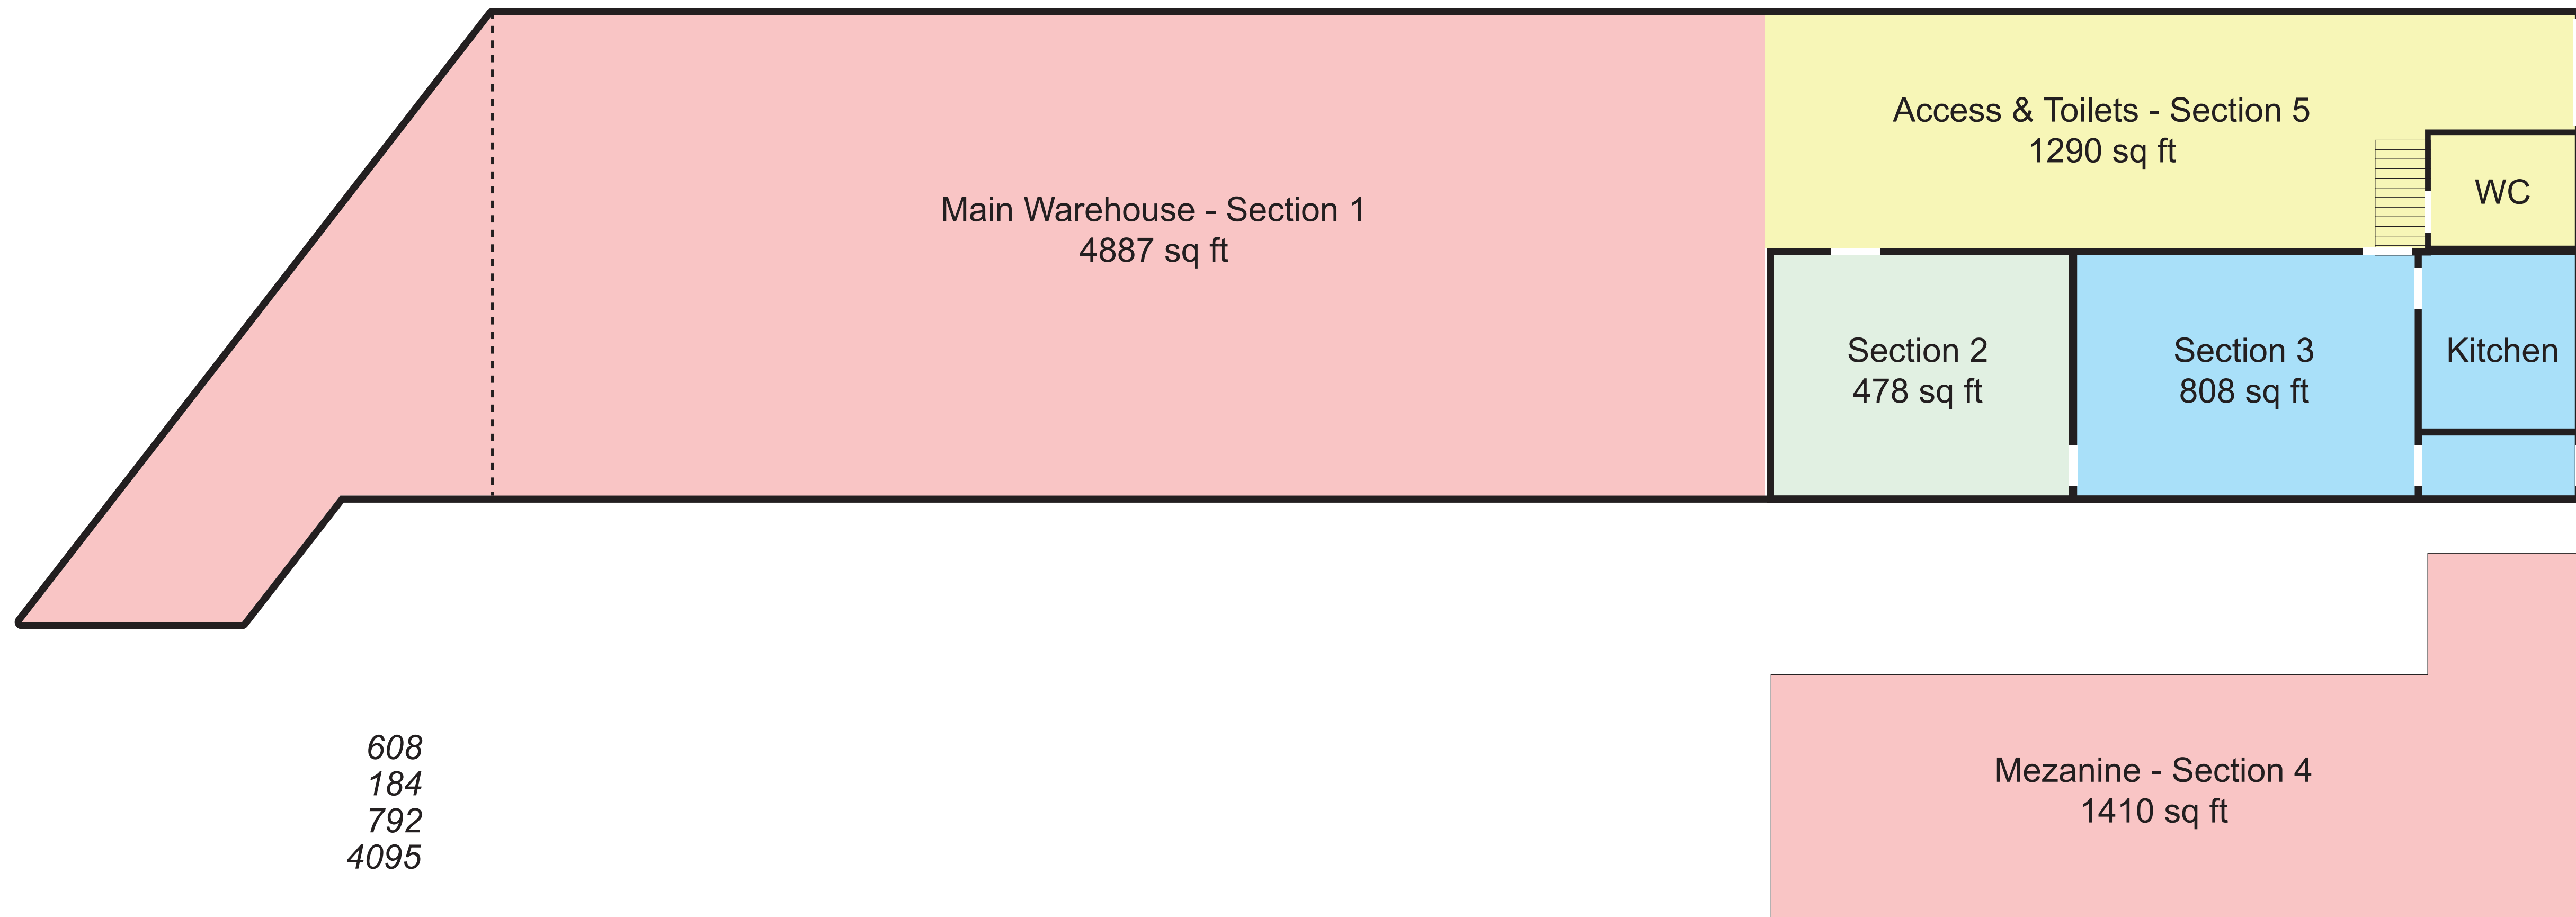 Access & Toilets - Section 5
1290 sq ft
WC
Main Warehouse - Section 1
4887 sq ft
Section 2
478 sq ft
Section 3
808 sq ft
Kitchen
608
184
792
4095
Mezanine - Section 4
1410 sq ft